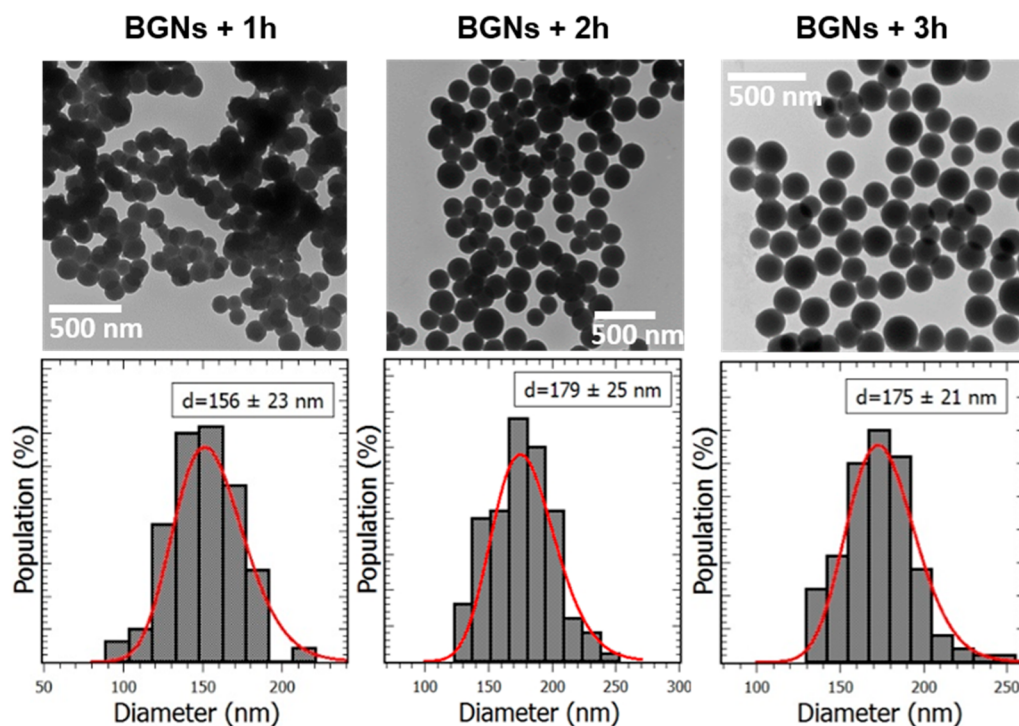 BGNs + 1h
BGNs + 2h
BGNs + 3h
500 nm
500 nm
500 nm
d=156 ± 23 nm
d=179 ± 25 nm
d=175 ± 21 nm
Population (%)
Population (%)
Population (%)
50 100 150 200
100 150 200 250 300
100 150 200 250
Diameter (nm)
Diameter (nm)
Diameter (nm)